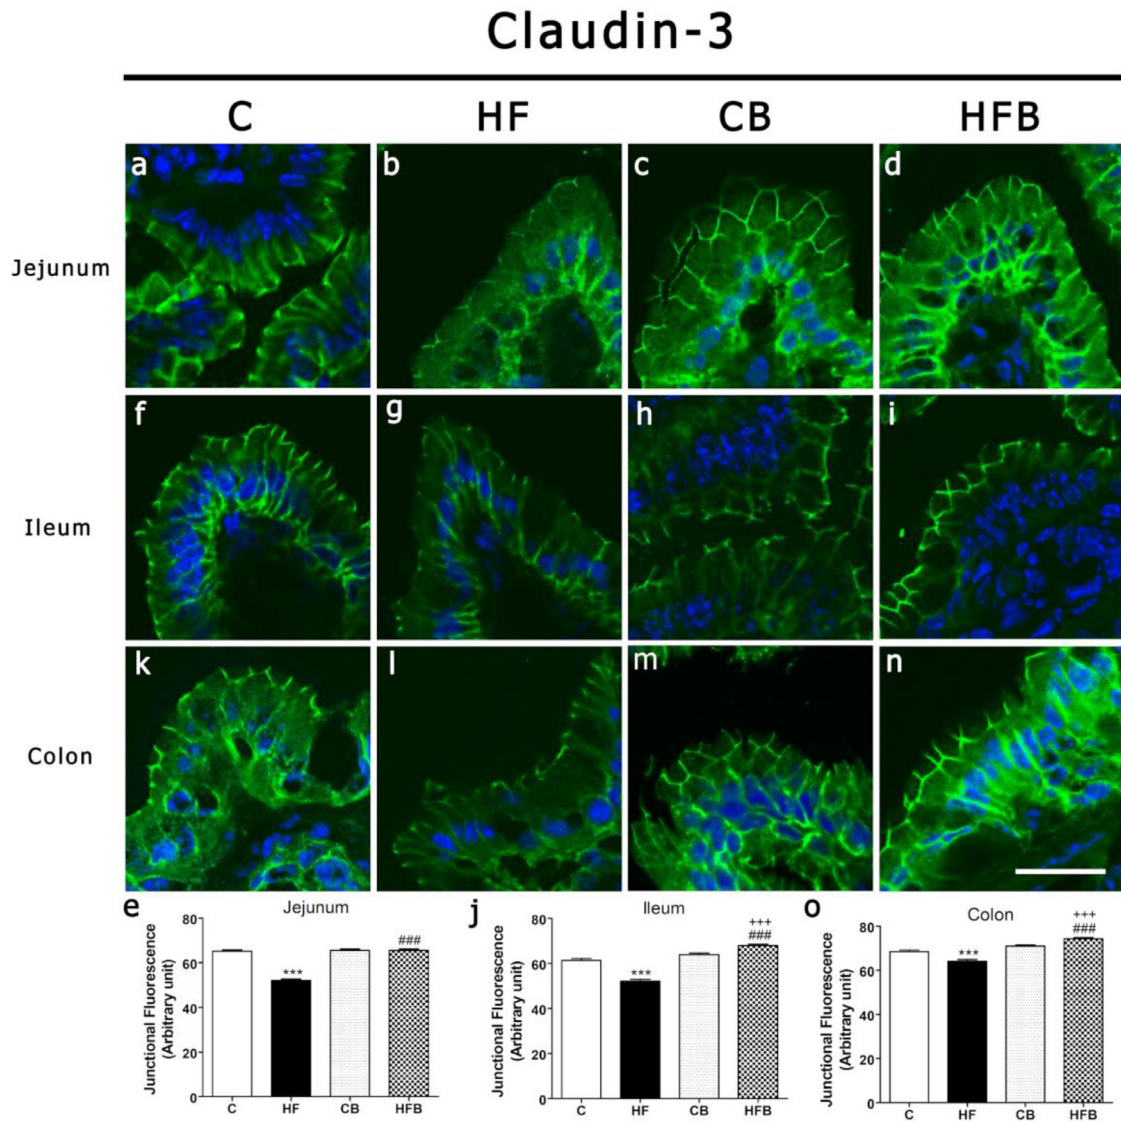 Claudin-3
C HF CB HFB
a b c d
Jejunum
f g h i
Ileum
k l m n
Colon
e Jejunum
Junctional Fluorescence
(Arbitrary unit)
80
60
40
20
0
***
###
C HF CB HFB
j Ileum
Junctional Fluorescence
(Arbitrary unit)
80
60
40
20
0
***
+++
###
C HF CB HFB
o Colon
Junctional Fluorescence
(Arbitrary unit)
80
60
40
20
0
***
+++
###
C HF CB HFB